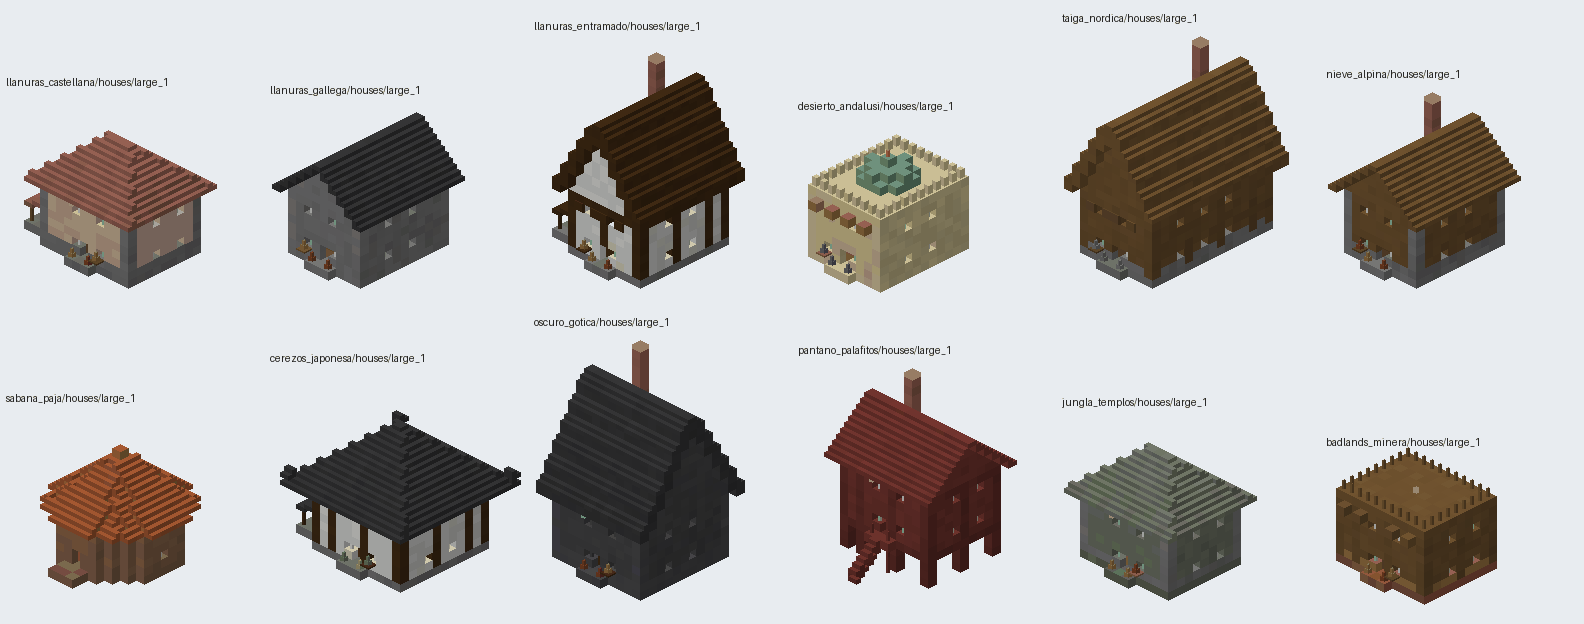 llanuras_castellana/houses/large_1
llanuras_gallega/houses/large_1
llanuras_entramado/houses/large_1
desierto_andalusi/houses/large_1
taiga_nordica/houses/large_1
nieve_alpina/houses/large_1
sabana_paja/houses/large_1
cerezos_japonesa/houses/large_1
oscuro_gotica/houses/large_1
pantano_palafitos/houses/large_1
jungla_templos/houses/large_1
badlands_minera/houses/large_1